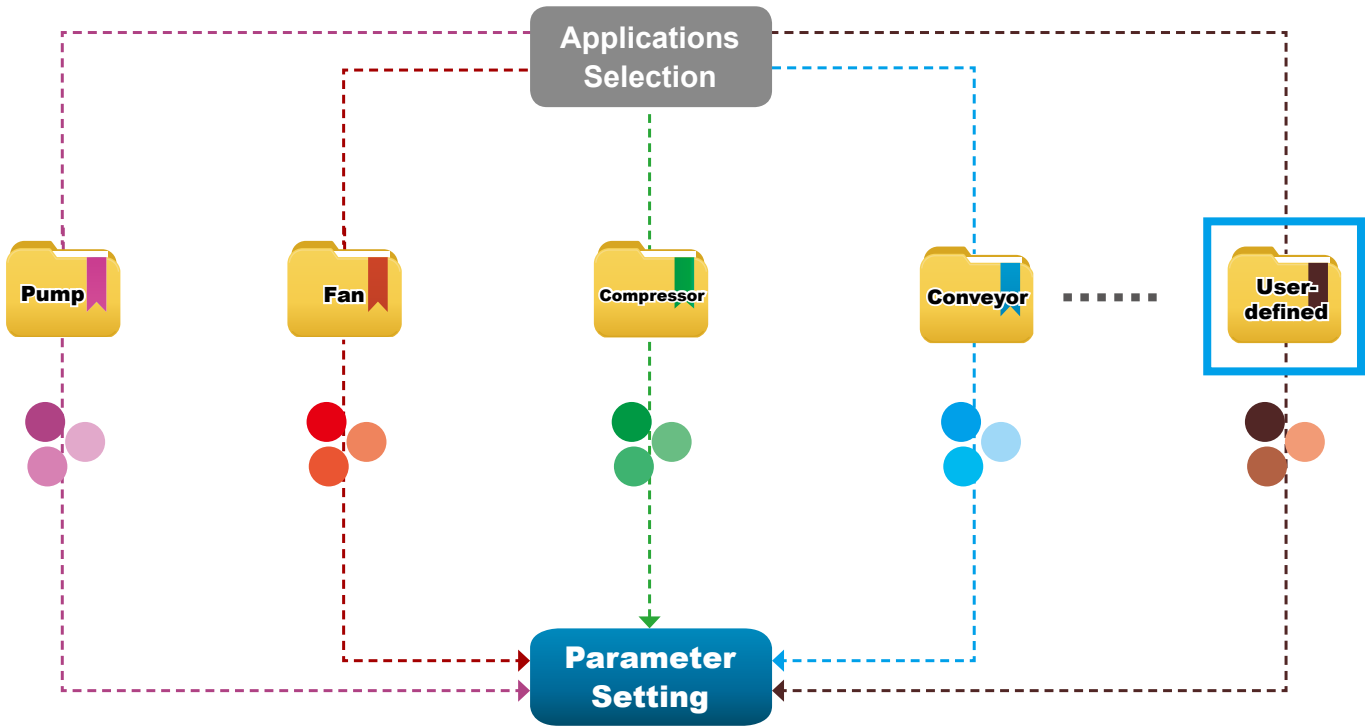 Applications
Selection
Pump
Fan
Compressor
Conveyor
User-
defined
Parameter
Setting